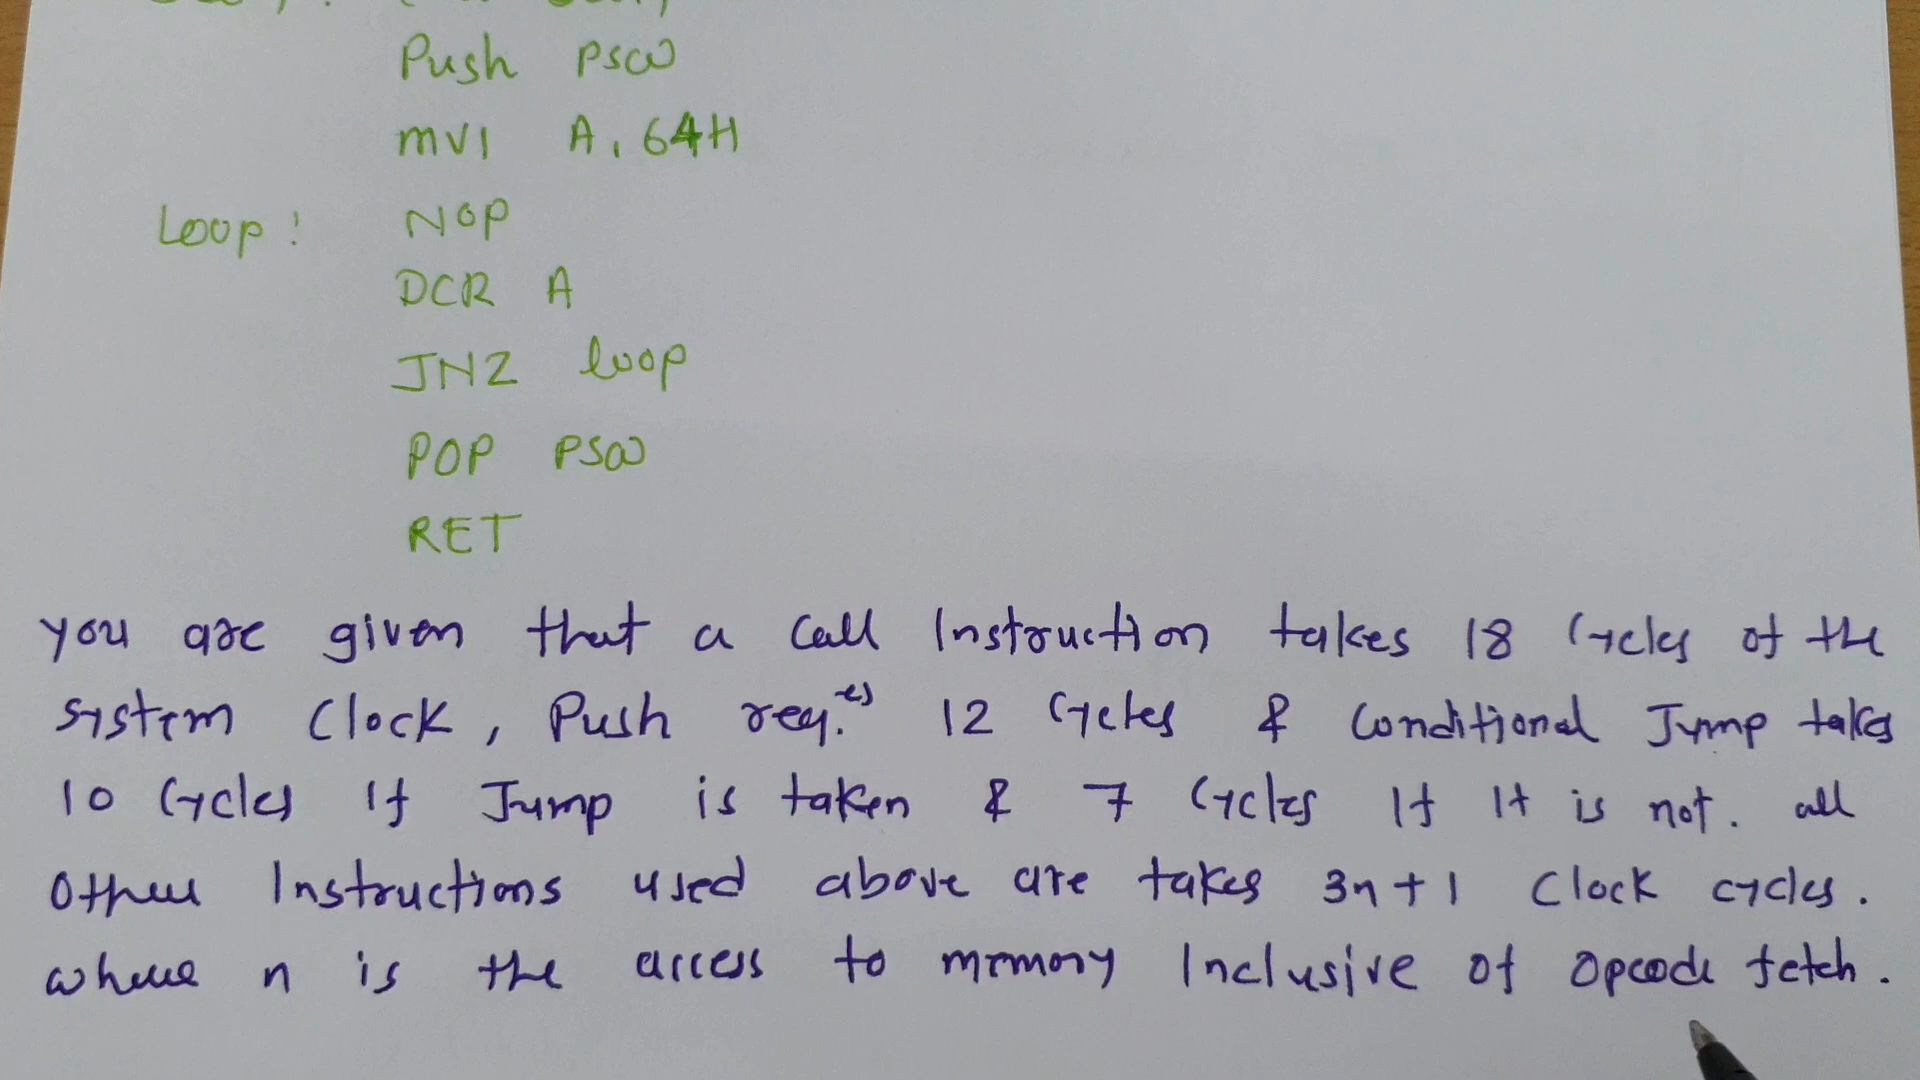 Push PSW
MVI A, 64H
Loop: NOP
DCR A
JNZ loop
POP PSW
RET
you are given that a call Instruction takes 18 Cycles of the
system Clock, Push req.es 12 Cycles & Conditional Jump takes
10 Cycles If Jump is taken & 7 Cycles If It is not. all
Other Instructions used above are takes 3n+1 Clock cycles.
where n is the access to memory Inclusive of Opcode fetch.